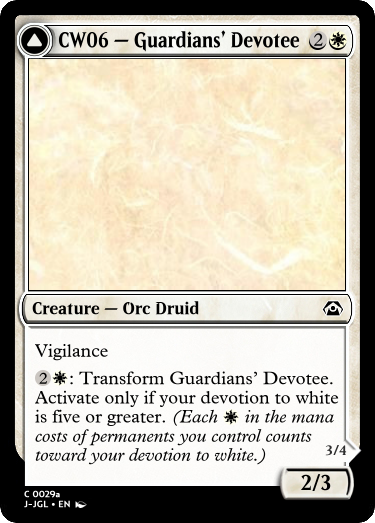 CW06 — Guardians’ Devotee 2
Creature — Orc Druid
Vigilance
2: Transform Guardians’ Devotee.
Activate only if your devotion to white
is five or greater. (Each in the mana
costs of permanents you control counts
toward your devotion to white.)
3/4
2/3
C 0029a
J-JGL • EN